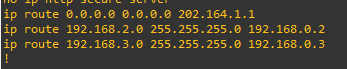 no ip http secure-server
ip route 0.0.0.0 0.0.0.0 202.164.1.1
ip route 192.168.2.0 255.255.255.0 192.168.0.2
ip route 192.168.3.0 255.255.255.0 192.168.0.3
!